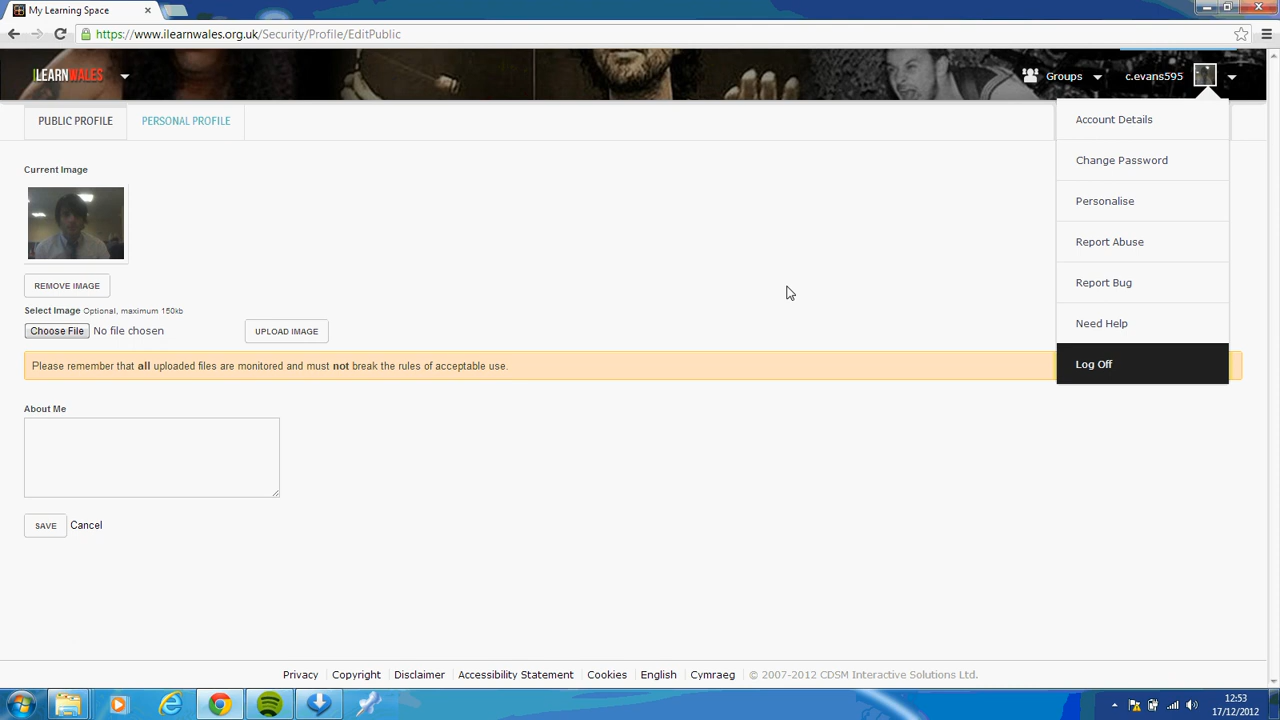 My Learning Space
https://www.ilearnwales.org.uk/Security/Profile/EditPublic
ILEARNWALES
Groups
c.evans595
PUBLIC PROFILE
PERSONAL PROFILE
Account Details
Change Password
Personalise
Report Abuse
Report Bug
Need Help
Log Off
Current Image
REMOVE IMAGE
Select Image Optional, maximum 150kb
Choose File No file chosen
UPLOAD IMAGE
Please remember that all uploaded files are monitored and must not break the rules of acceptable use.
About Me
SAVE Cancel
Privacy Copyright Disclaimer Accessibility Statement Cookies English Cymraeg © 2007-2012 CDSM Interactive Solutions Ltd.
12:53
17/12/2012